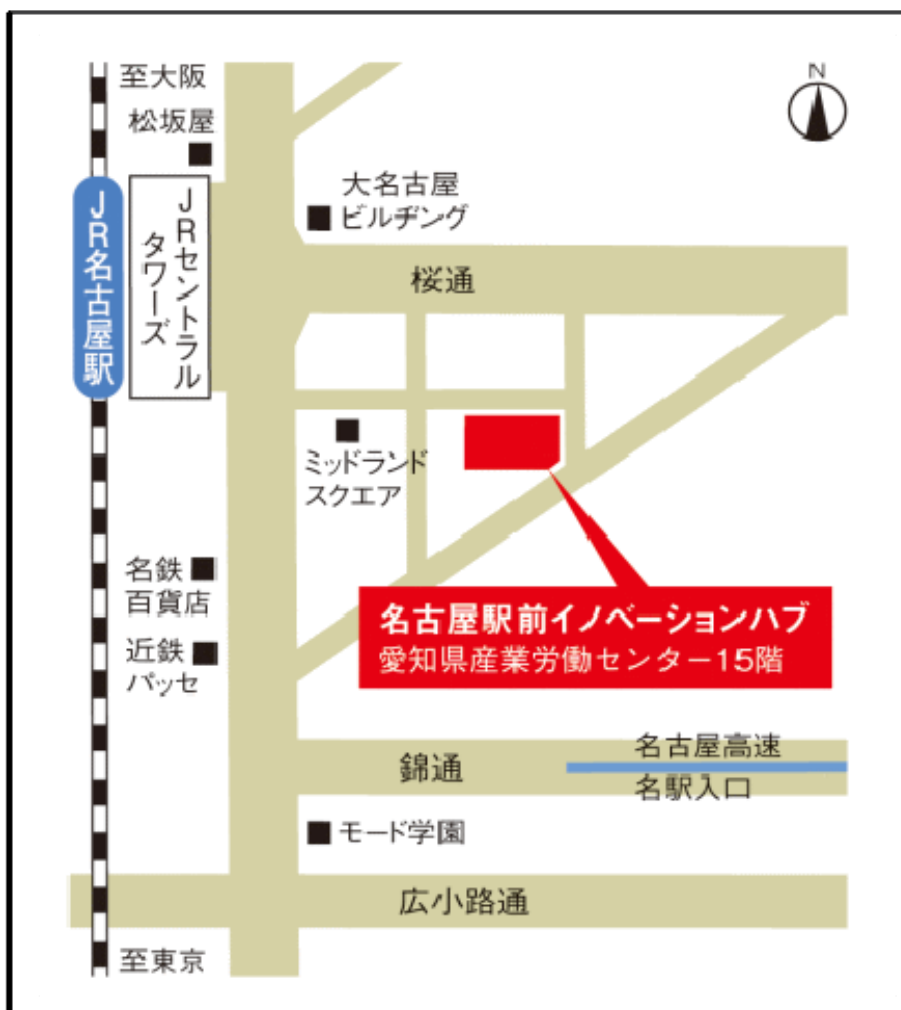 至大阪
松坂屋
N
大名古屋
ビルヂング
JR名古屋駅
JRセントラル
タワーズ
桜通
ミッドランド
スクエア
名鉄
百貨店
近鉄
パッセ
名古屋駅前イノベーションハブ
愛知県産業労働センター15階
錦通
名古屋高速
名駅入口
モード学園
広小路通
至東京